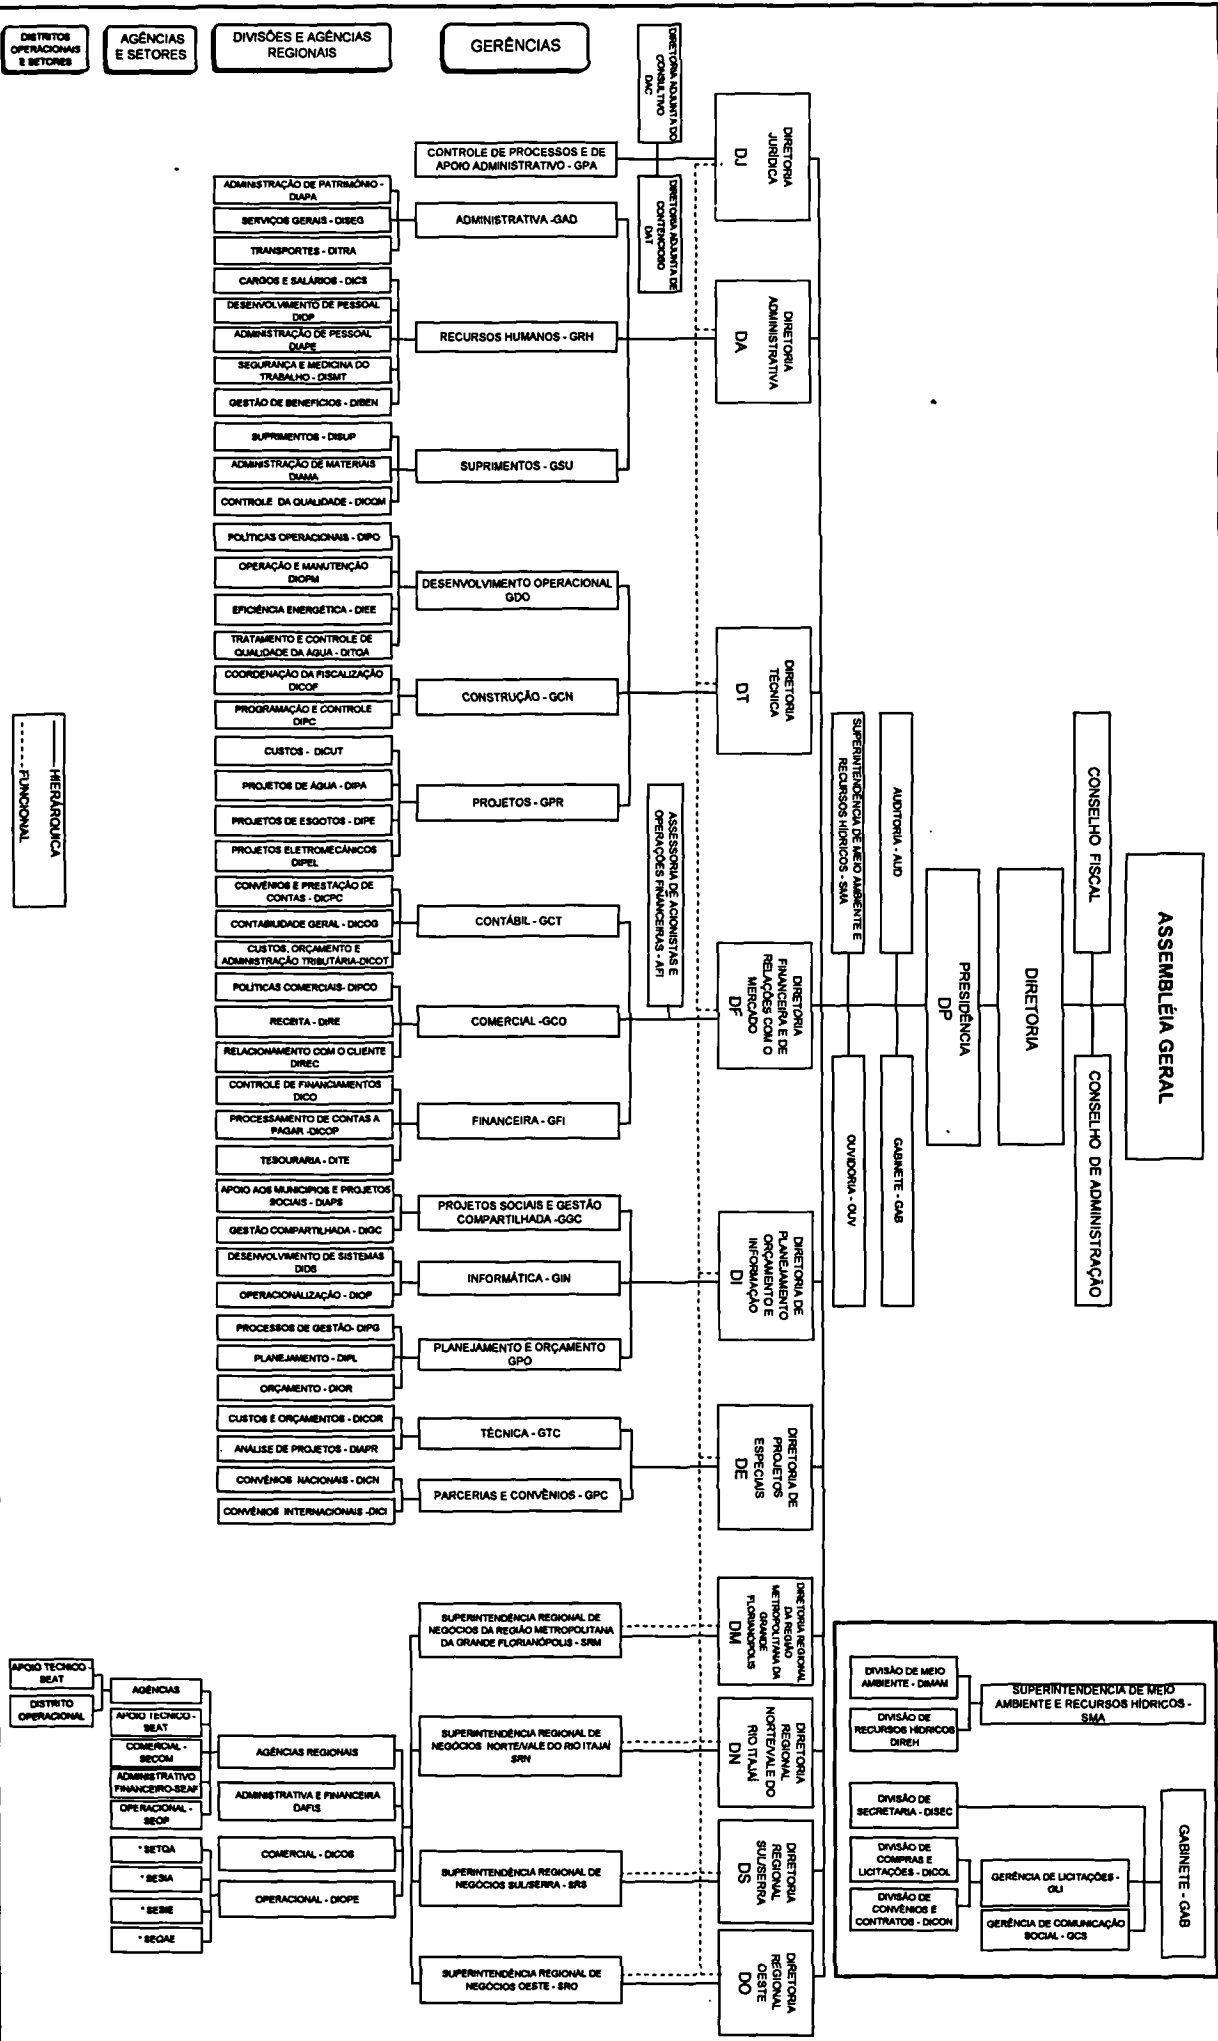 DISTRITOS
OPERACIONAIS
E SETORES
AGÊNCIAS
E SETORES
DIVISÕES E AGÊNCIAS
REGIONAIS
GERÊNCIAS
ASSEMBLÉIA GERAL
CONSELHO FISCAL
CONSELHO DE ADMINISTRAÇÃO
DIRETORIA
PRESIDÊNCIA
DP
AUDITORIA - AUD
GABINETE - GAB
SUPERINTENDÊNCIA DE MEIO AMBIENTE E
RECURSOS HÍDRICOS - SMA
OUVIDORIA - OUV
DIRETORIA
JURÍDICA
DJ
DIRETORIA ADJUNTA DO
CONSULTIVO
DAC
DIRETORIA ADJUNTA DE
CONTENCIOSO
DAT
CONTROLE DE PROCESSOS E DE
APOIO ADMINISTRATIVO - GPA
DIRETORIA
ADMINISTRATIVA
DA
ADMINISTRATIVA -GAD
ADMINISTRAÇÃO DE PATRIMÔNIO -
DIAPA
SERVIÇOS GERAIS - DISEG
TRANSPORTES - DITRA
RECURSOS HUMANOS - GRH
CARGOS E SALÁRIOS - DICS
DESENVOLVIMENTO DE PESSOAL
DIDP
ADMINISTRAÇÃO DE PESSOAL
DIAPE
SEGURANÇA E MEDICINA DO
TRABALHO - DISMT
GESTÃO DE BENEFÍCIOS - DIBEN
SUPRIMENTOS - GSU
SUPRIMENTOS - DISUP
ADMINISTRAÇÃO DE MATERIAIS
DIAMA
CONTROLE DA QUALIDADE - DICQM
DIRETORIA
TÉCNICA
DT
DESENVOLVIMENTO OPERACIONAL
GDO
POLÍTICAS OPERACIONAIS - DIPO
OPERAÇÃO E MANUTENÇÃO
DIOPM
EFICIÊNCIA ENERGÉTICA - DIEE
TRATAMENTO E CONTROLE DE
QUALIDADE DA ÁGUA - DITQA
CONSTRUÇÃO - GCN
COORDENAÇÃO DA FISCALIZAÇÃO
DICOF
PROGRAMAÇÃO E CONTROLE
DIPC
PROJETOS - GPR
CUSTOS - DICUT
PROJETOS DE ÁGUA - DIPA
PROJETOS DE ESGOTOS - DIPE
PROJETOS ELETROMECÂNICOS
DIPEL
DIRETORIA
FINANCEIRA E DE
RELAÇÕES COM O
MERCADO
DF
ASSESSORIA DE ACIONISTAS E
OPERAÇÕES FINANCEIRAS - AFI
CONTÁBIL - GCT
CONVÊNIOS E PRESTAÇÃO DE
CONTAS - DICPC
CONTABILIDADE GERAL - DICOG
CUSTOS, ORÇAMENTO E
ADMINISTRAÇÃO TRIBUTÁRIA-DICOT
COMERCIAL -GCO
POLÍTICAS COMERCIAIS- DIPCO
RECEITA - DIRE
RELACIONAMENTO COM O CLIENTE
DIREC
FINANCEIRA - GFI
CONTROLE DE FINANCIAMENTOS
DICO
PROCESSAMENTO DE CONTAS A
PAGAR -DICOP
TESOURARIA - DITE
DIRETORIA DE
PLANEJAMENTO
ORÇAMENTO E
INFORMAÇÃO
DI
PROJETOS SOCIAIS E GESTÃO
COMPARTILHADA -GGC
APOIO AOS MUNICÍPIOS E PROJETOS
SOCIAIS - DIAPS
GESTÃO COMPARTILHADA - DIGC
INFORMÁTICA - GIN
DESENVOLVIMENTO DE SISTEMAS
DIDS
OPERACIONALIZAÇÃO - DIOP
PLANEJAMENTO E ORÇAMENTO
GPO
PROCESSOS DE GESTÃO- DIPG
PLANEJAMENTO - DIPL
ORÇAMENTO - DIOR
DIRETORIA DE
PROJETOS
ESPECIAIS
DE
TÉCNICA - GTC
CUSTOS E ORÇAMENTOS - DICOR
ANÁLISE DE PROJETOS - DIAPR
PARCERIAS E CONVÊNIOS - GPC
CONVÊNIOS NACIONAIS - DICN
CONVÊNIOS INTERNACIONAIS -DICI
DIRETORIA REGIONAL
DA REGIÃO
METROPOLITANA DA
GRANDE
FLORIANÓPOLIS
DM
SUPERINTENDÊNCIA REGIONAL DE
NEGÓCIOS DA REGIÃO METROPOLITANA
DA GRANDE FLORIANÓPOLIS - SRM
DIRETORIA
REGIONAL
NORTE/VALE DO
RIO ITAJAÍ
DN
SUPERINTENDÊNCIA REGIONAL DE
NEGÓCIOS NORTE/VALE DO RIO ITAJAÍ
SRN
DIRETORIA
REGIONAL
SUL/SERRA
DS
SUPERINTENDÊNCIA REGIONAL DE
NEGÓCIOS SUL/SERRA - SRS
DIRETORIA
REGIONAL
OESTE
DO
SUPERINTENDÊNCIA REGIONAL DE
NEGÓCIOS OESTE - SRO
AGÊNCIAS REGIONAIS
ADMINISTRATIVA E FINANCEIRA
DAFIS
COMERCIAL - DICOS
OPERACIONAL - DIOPE
AGÊNCIAS
APOIO TECNICO -
SEAT
COMERCIAL -
SECOM
ADMINISTRATIVO
FINANCEIRO-SEAF
OPERACIONAL -
SEOP
* SETQA
* SESIA
* SESIE
* SEQAE
APOIO TECNICO -
SEAT
DISTRITO
OPERACIONAL
SUPERINTENDENCIA DE MEIO
AMBIENTE E RECURSOS HÍDRICOS -
SMA
DIVISÃO DE MEIO
AMBIENTE - DIMAM
DIVISÃO DE
RECURSOS HÍDRICOS
DIREH
GABINETE - GAB
DIVISÃO DE
SECRETARIA - DISEC
GERÊNCIA DE LICITAÇÕES -
GLI
DIVISÃO DE
COMPRAS E
LICITAÇÕES - DICOL
DIVISÃO DE
CONVÊNIOS E
CONTRATOS - DICON
GERÊNCIA DE COMUNICAÇÃO
SOCIAL - GCS
HIERÁRQUICA
FUNCIONAL